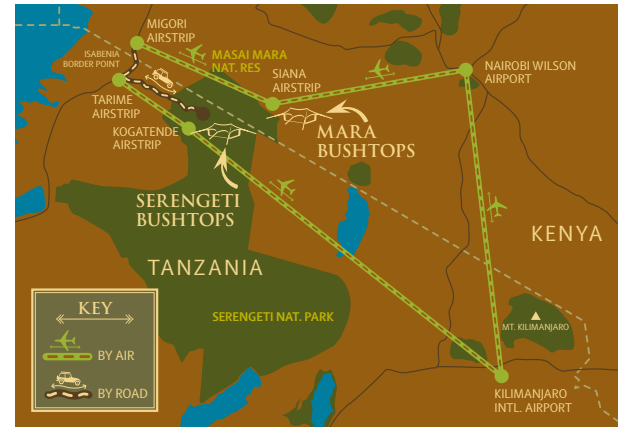 MIGORI
AIRSTRIP
ISABENIA
BORDER POINT
MASAI MARA
NAT. RES
SIANA
AIRSTRIP
NAIROBI WILSON
AIRPORT
TARIME
AIRSTRIP
KOGATENDE
AIRSTRIP
MARA
BUSHTOPS
SERENGETI
BUSHTOPS
KENYA
TANZANIA
SERENGETI NAT. PARK
MT. KILIMANJARO
KEY
BY AIR
BY ROAD
KILIMANJARO
INTL. AIRPORT